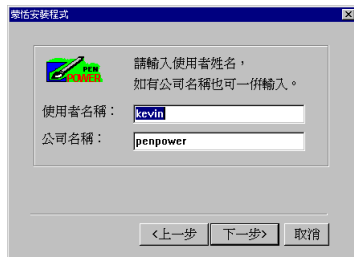 蒙恬安裝程式
PEN
POWER
請輸入使用者姓名，
如有公司名稱也可一併輸入。
使用者名稱：
kevin
公司名稱：
penpower
<上一步
下一步>
取消